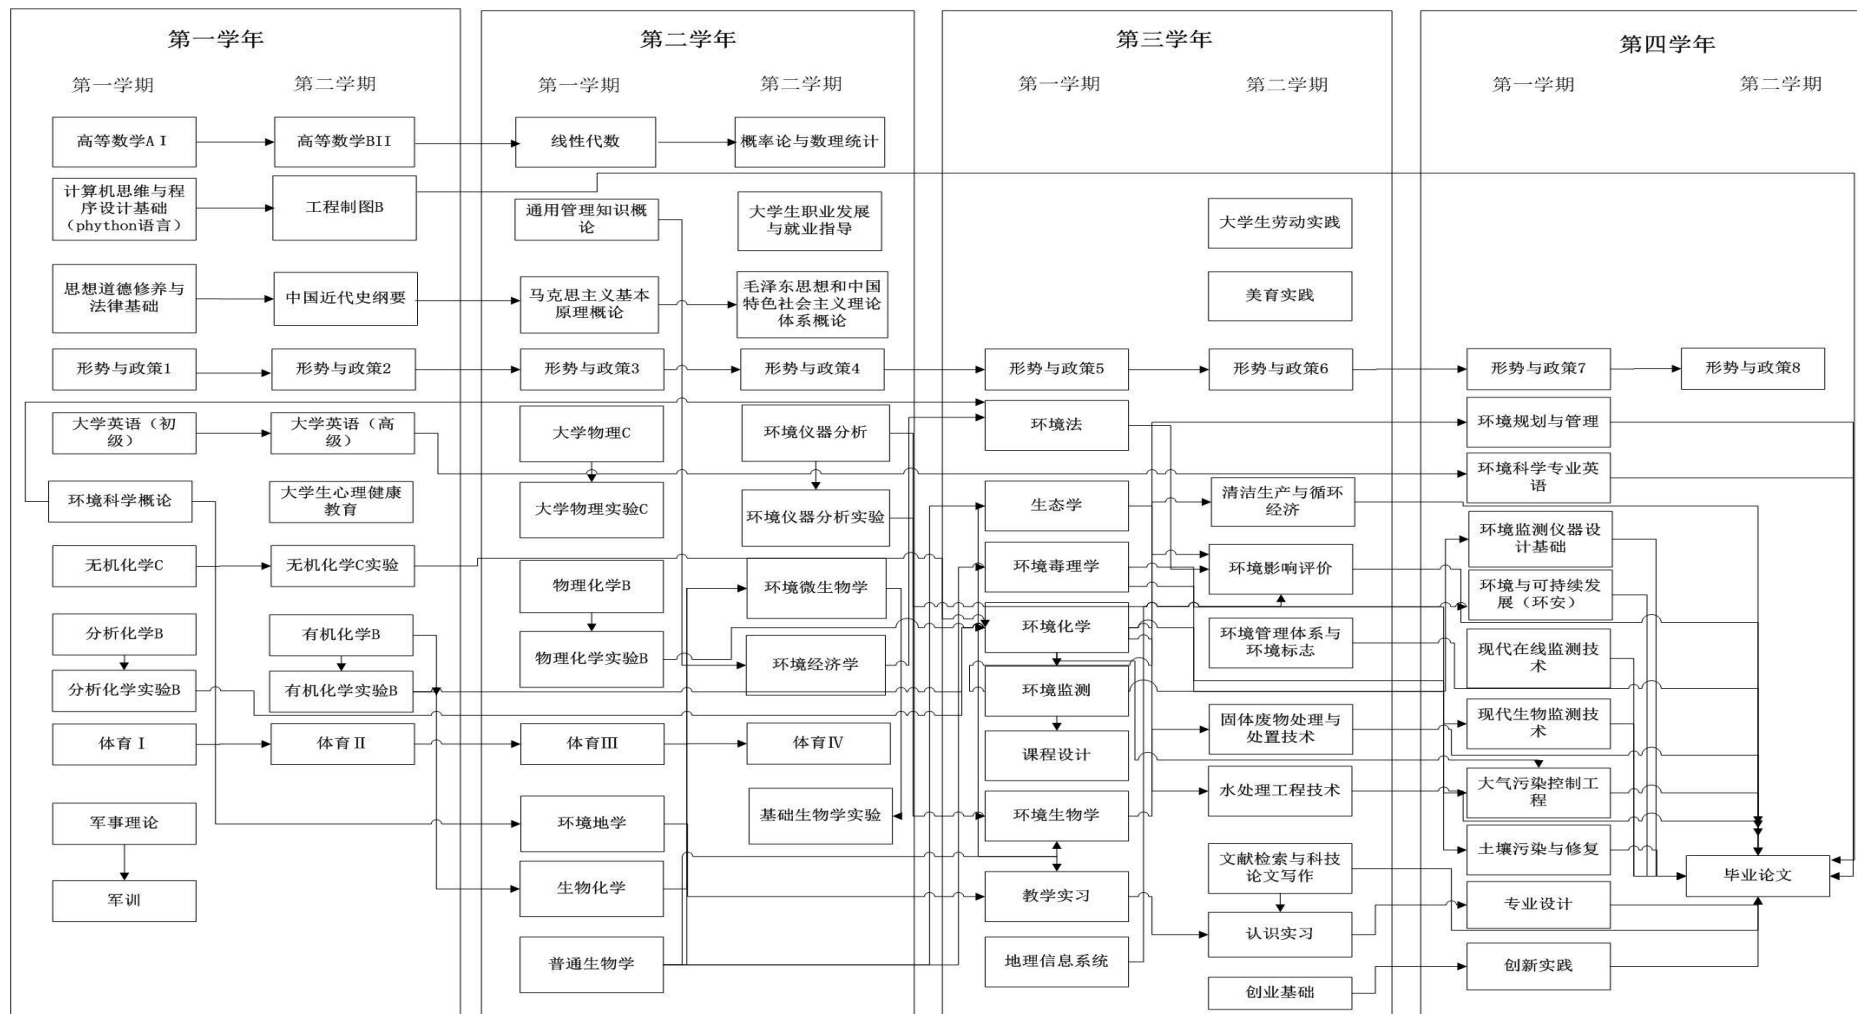 第一学年
第二学年
第三学年
第四学年
第一学期
第二学期
第一学期
第二学期
第一学期
第二学期
第一学期
第二学期
高等数学AⅠ
高等数学BII
线性代数
概率论与数理统计
计算机思维与程
序设计基础
（phython语言）
工程制图B
通用管理知识概
论
大学生职业发展
与就业指导
大学生劳动实践
思想道德修养与
法律基础
中国近代史纲要
马克思主义基本
原理概论
毛泽东思想和中国
特色社会主义理论
体系概论
美育实践
形势与政策1
形势与政策2
形势与政策3
形势与政策4
形势与政策5
形势与政策6
形势与政策7
形势与政策8
大学英语（初
级）
大学英语（高
级）
大学物理C
环境仪器分析
环境法
环境规划与管理
环境科学专业英
语
环境科学概论
大学生心理健康
教育
大学物理实验C
环境仪器分析实验
生态学
清洁生产与循环
经济
环境监测仪器设
计基础
无机化学C
无机化学C实验
物理化学B
环境微生物学
环境毒理学
环境影响评价
环境与可持续发
展（环安）
分析化学B
有机化学B
物理化学实验B
环境经济学
环境化学
环境管理体系与
环境标志
现代在线监测技
术
分析化学实验B
有机化学实验B
环境监测
体育Ⅰ
体育Ⅱ
体育Ⅲ
体育Ⅳ
课程设计
固体废物处理与
处置技术
现代生物监测技
术
军事理论
环境地学
基础生物学实验
环境生物学
水处理工程技术
大气污染控制工
程
军训
生物化学
教学实习
文献检索与科技
论文写作
土壤污染与修复
毕业论文
认识实习
专业设计
普通生物学
地理信息系统
创业基础
创新实践